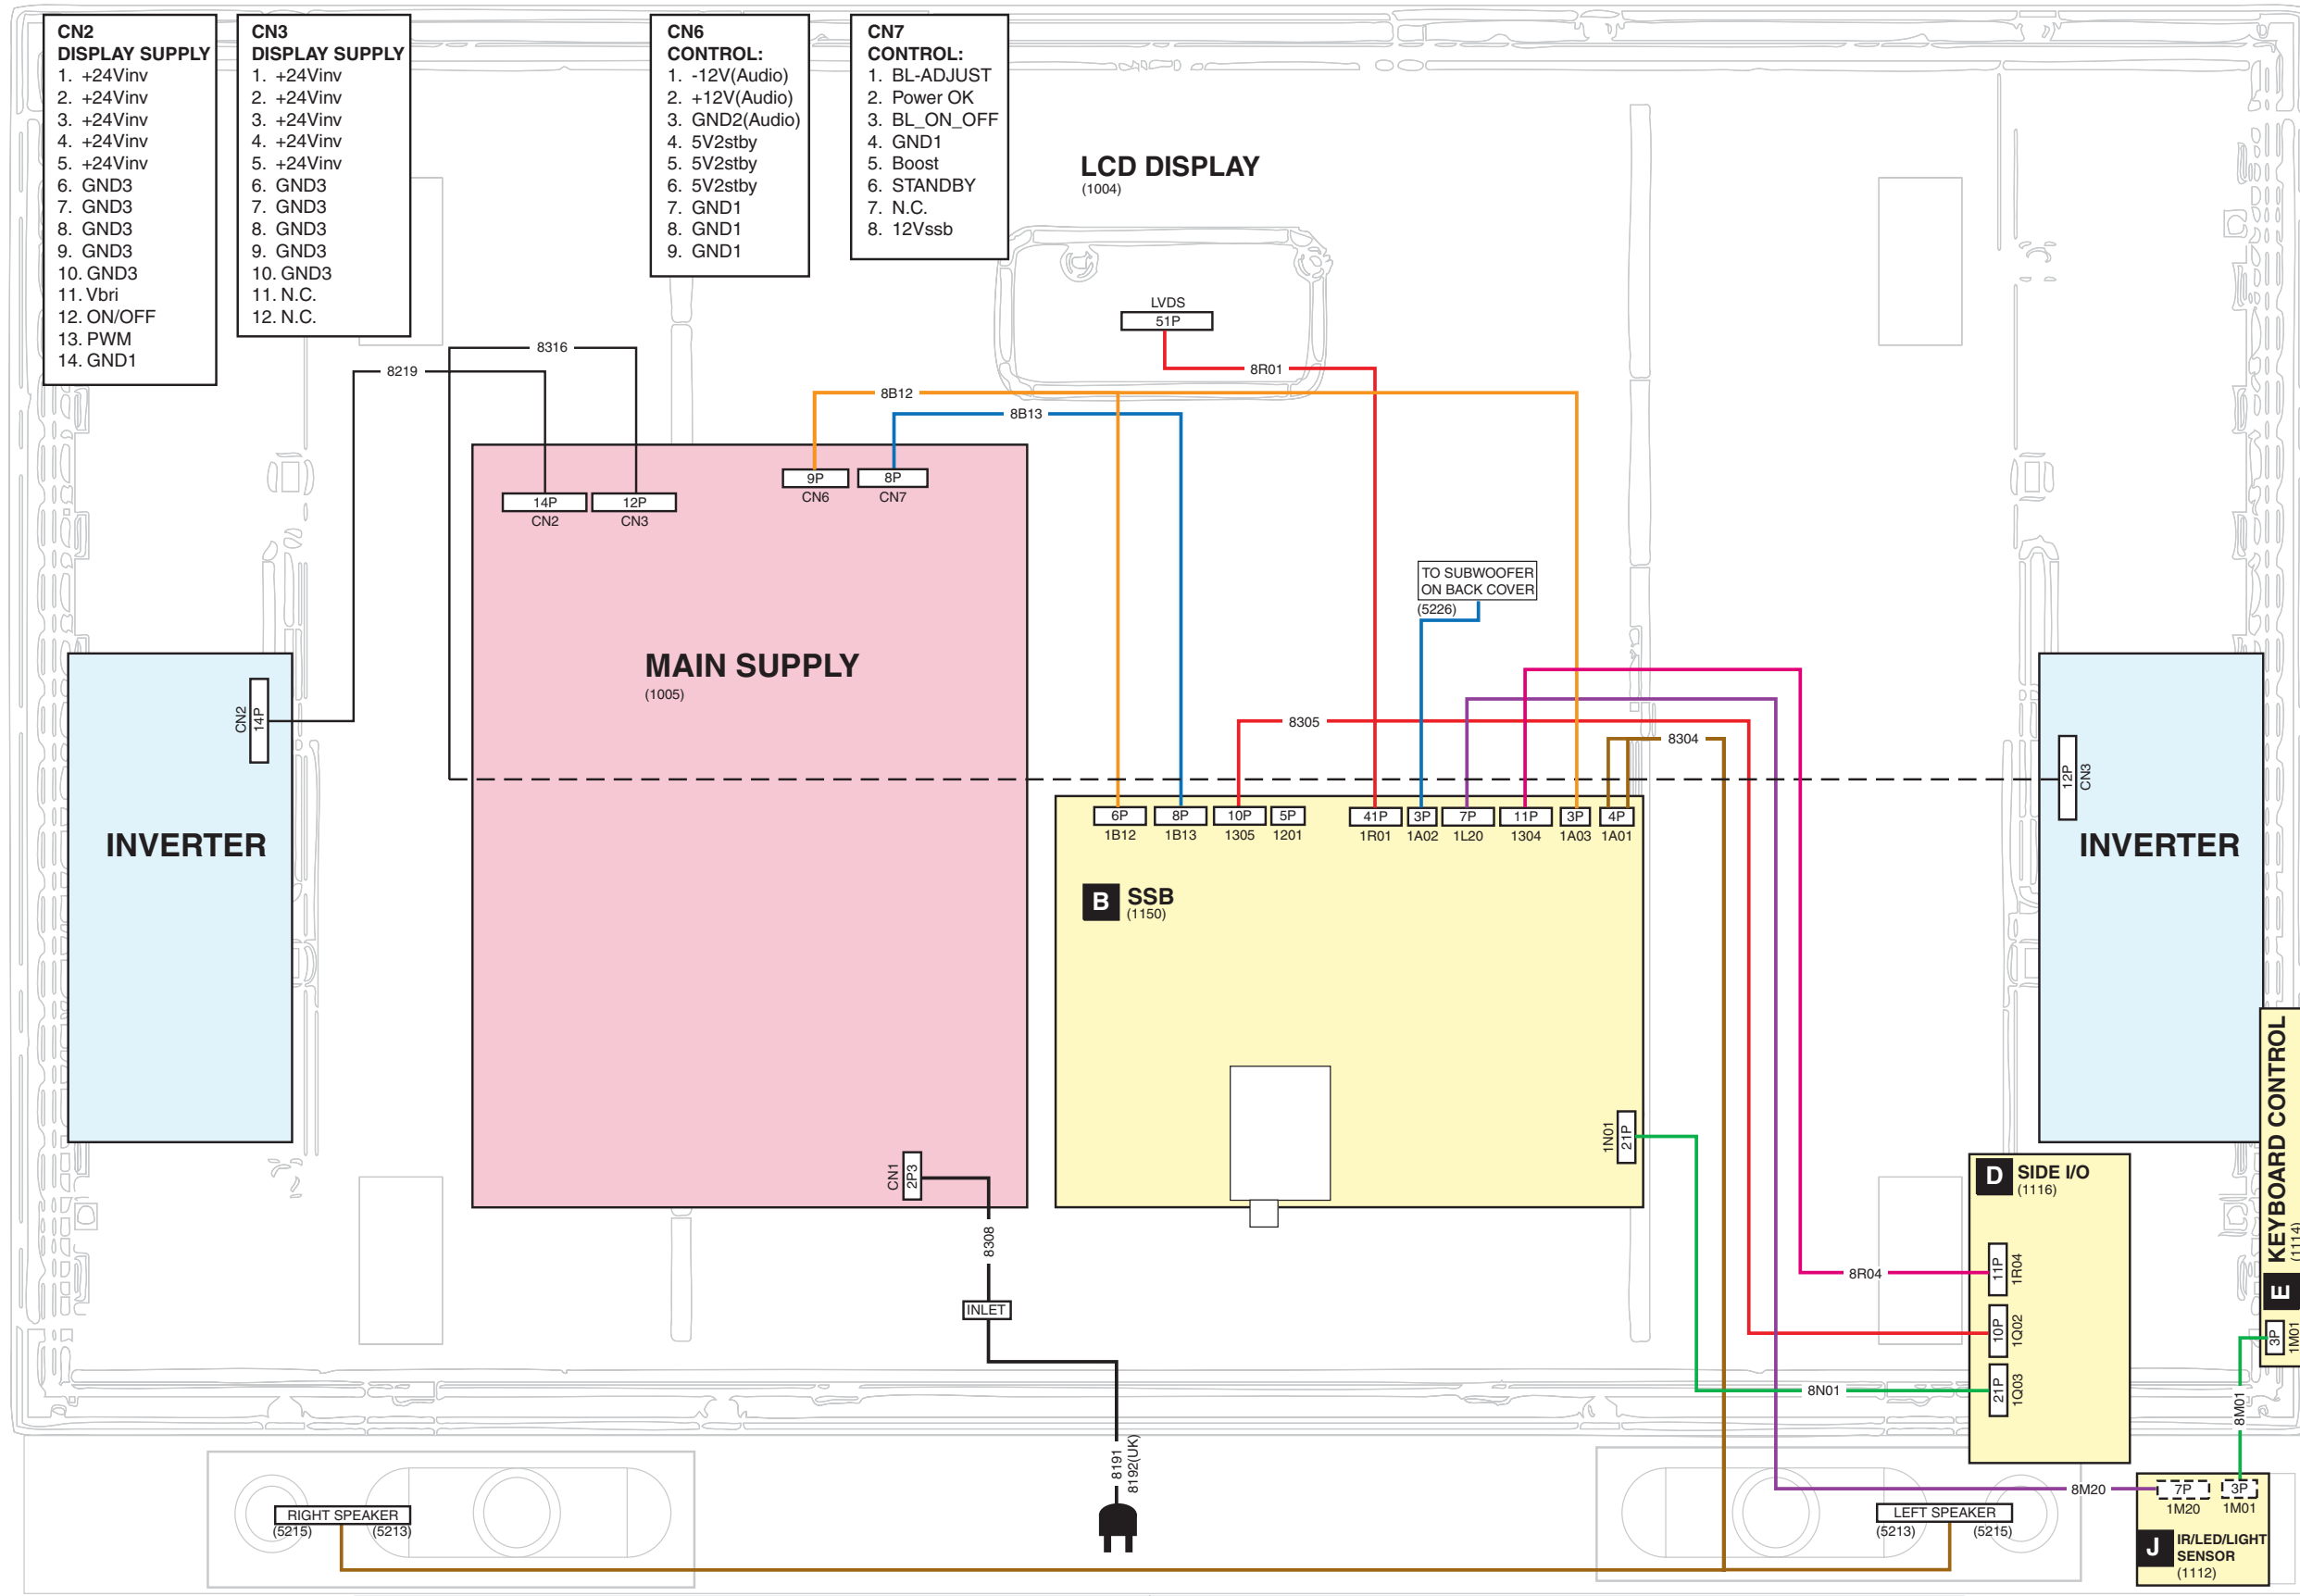 CN2
DISPLAY SUPPLY
1. +24Vinv
2. +24Vinv
3. +24Vinv
4. +24Vinv
5. +24Vinv
6. GND3
7. GND3
8. GND3
9. GND3
10. GND3
11. Vbri
12. ON/OFF
13. PWM
14. GND1
CN3
DISPLAY SUPPLY
1. +24Vinv
2. +24Vinv
3. +24Vinv
4. +24Vinv
5. +24Vinv
6. GND3
7. GND3
8. GND3
9. GND3
10. GND3
11. N.C.
12. N.C.
CN6
CONTROL:
1. -12V(Audio)
2. +12V(Audio)
3. GND2(Audio)
4. 5V2stby
5. 5V2stby
6. 5V2stby
7. GND1
8. GND1
9. GND1
CN7
CONTROL:
1. BL-ADJUST
2. Power OK
3. BL_ON_OFF
4. GND1
5. Boost
6. STANDBY
7. N.C.
8. 12Vssb
LCD DISPLAY
(1004)
LVDS
51P
8316
8219
8R01
8B12
8B13
9P
CN6
8P
CN7
14P
CN2
12P
CN3
TO SUBWOOFER
ON BACK COVER
(5226)
MAIN SUPPLY
(1005)
CN2
14P
INVERTER
8305
8304
12P
CN3
INVERTER
6P
1B12
8P
1B13
10P
1305
5P
1201
41P
1R01
3P
1A02
7P
1L20
11P
1304
3P
1A03
4P
1A01
B
SSB
(1150)
1N01
21P
CN1
2P3
8308
INLET
8191
8192(UK)
D
SIDE I/O
(1116)
11P
1R04
10P
1Q02
21P
1Q03
8R04
8N01
8M20
8M01
E
KEYBOARD CONTROL
(1114)
3P
1M01
7P
1M20
3P
1M01
J
IR/LED/LIGHT
SENSOR
(1112)
RIGHT SPEAKER
(5215)
(5213)
LEFT SPEAKER
(5213)
(5215)